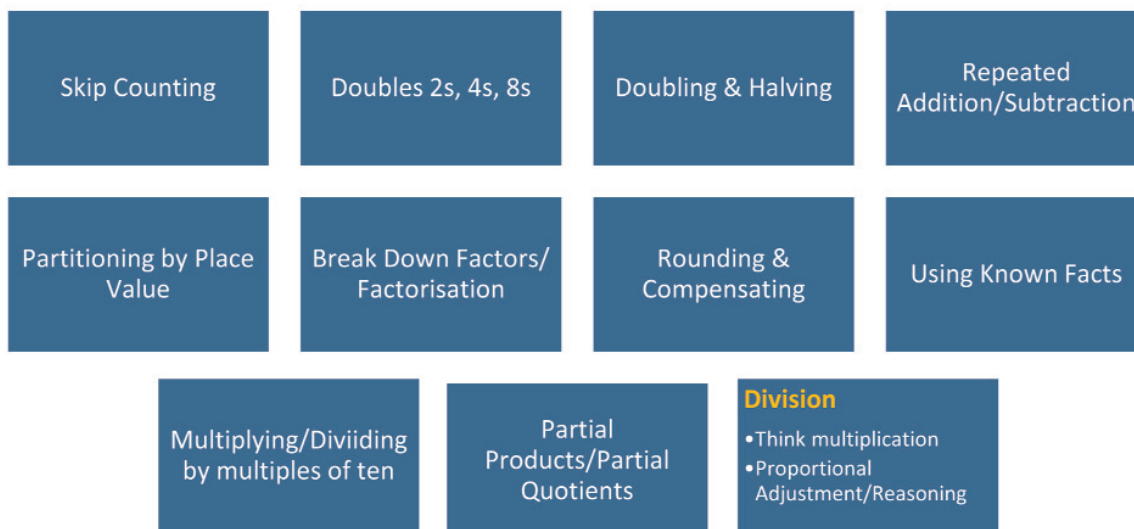 Skip Counting
Doubles 2s, 4s, 8s
Doubling & Halving
Repeated
Addition/Subtraction
Partitioning by Place
Value
Break Down Factors/
Factorisation
Rounding &
Compensating
Using Known Facts
Multiplying/Diviiding
by multiples of ten
Partial
Products/Partial
Quotients
Division
•Think multiplication
•Proportional
Adjustment/Reasoning